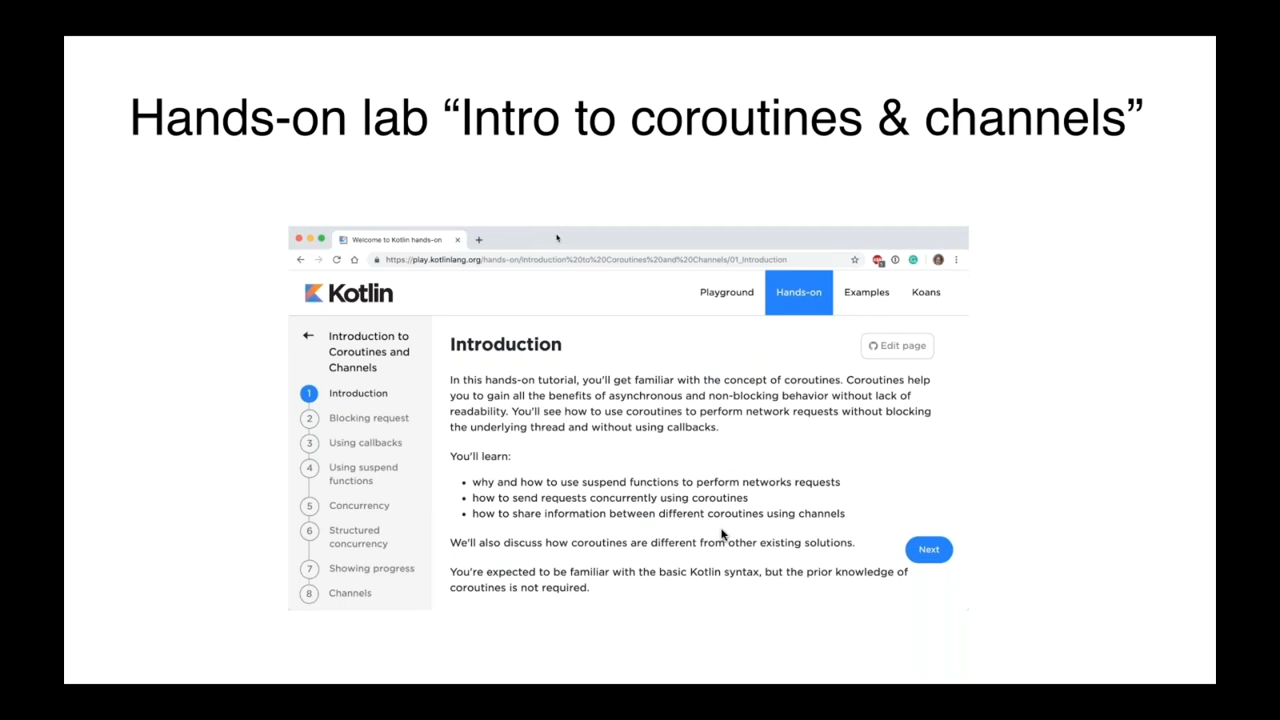 Hands-on lab “Intro to coroutines & channels”
Welcome to Kotlin hands-on
https://play.kotlinlang.org/hands-on/Introduction%20to%20Coroutines%20and%20Channels/01_Introduction
Kotlin
Playground
Hands-on
Examples
Koans
Introduction to
Coroutines and
Channels
1 Introduction
2 Blocking request
3 Using callbacks
4 Using suspend
functions
5 Concurrency
6 Structured
concurrency
7 Showing progress
8 Channels
Introduction
Edit page
In this hands-on tutorial, you'll get familiar with the concept of coroutines. Coroutines help
you to gain all the benefits of asynchronous and non-blocking behavior without lack of
readability. You'll see how to use coroutines to perform network requests without blocking
the underlying thread and without using callbacks.
You'll learn:
• why and how to use suspend functions to perform networks requests
• how to send requests concurrently using coroutines
• how to share information between different coroutines using channels
We'll also discuss how coroutines are different from other existing solutions.
Next
You're expected to be familiar with the basic Kotlin syntax, but the prior knowledge of
coroutines is not required.